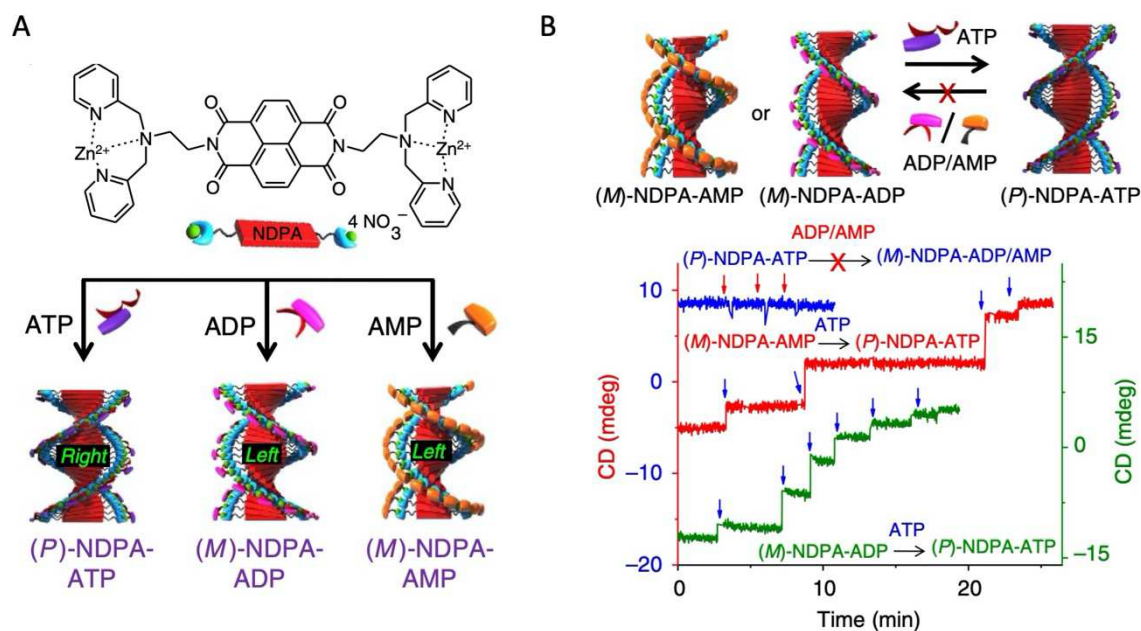 A
O
O
N
N
N
N
N
N
N
N
Zn2+
Zn2+
O
O
4 NO3−
NDPA
ATP
ADP
AMP
Right
Left
Left
(P)-NDPA-
ATP
(M)-NDPA-
ADP
(M)-NDPA-
AMP
B
ATP
or
X
/
ADP/AMP
(M)-NDPA-AMP
(M)-NDPA-ADP
(P)-NDPA-ATP
ADP/AMP
(P)-NDPA-ATP X (M)-NDPA-ADP/AMP
10
ATP
(M)-NDPA-AMP → (P)-NDPA-ATP
15
0
CD (mdeg)
0
CD (mdeg)
−10
ATP
(M)-NDPA-ADP → (P)-NDPA-ATP
−15
−20
0
10
20
Time (min)